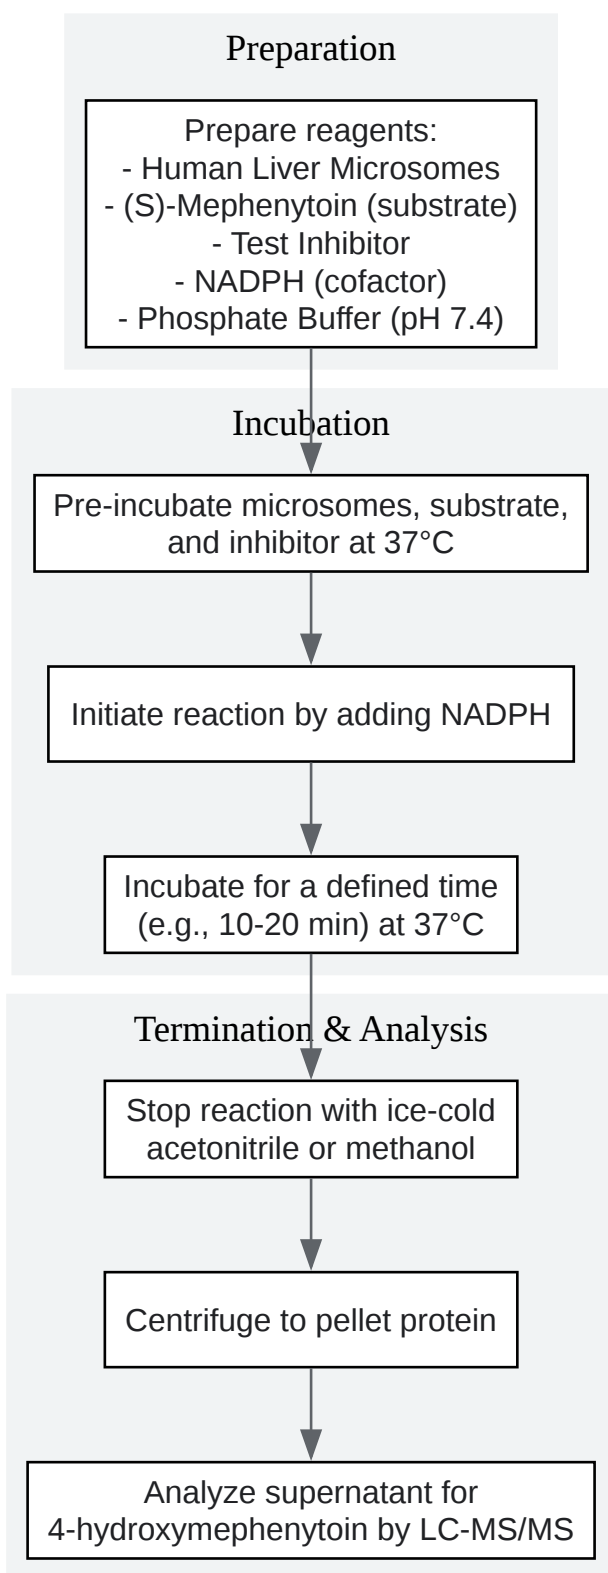 Preparation
Prepare reagents:
- Human Liver Microsomes
- (S)-Mephenytoin (substrate)
- Test Inhibitor
- NADPH (cofactor)
- Phosphate Buffer (pH 7.4)
Incubation
Pre-incubate microsomes, substrate,
and inhibitor at 37°C
Initiate reaction by adding NADPH
Incubate for a defined time
(e.g., 10-20 min) at 37°C
Termination & Analysis
Stop reaction with ice-cold
acetonitrile or methanol
Centrifuge to pellet protein
Analyze supernatant for
4-hydroxymephenytoin by LC-MS/MS